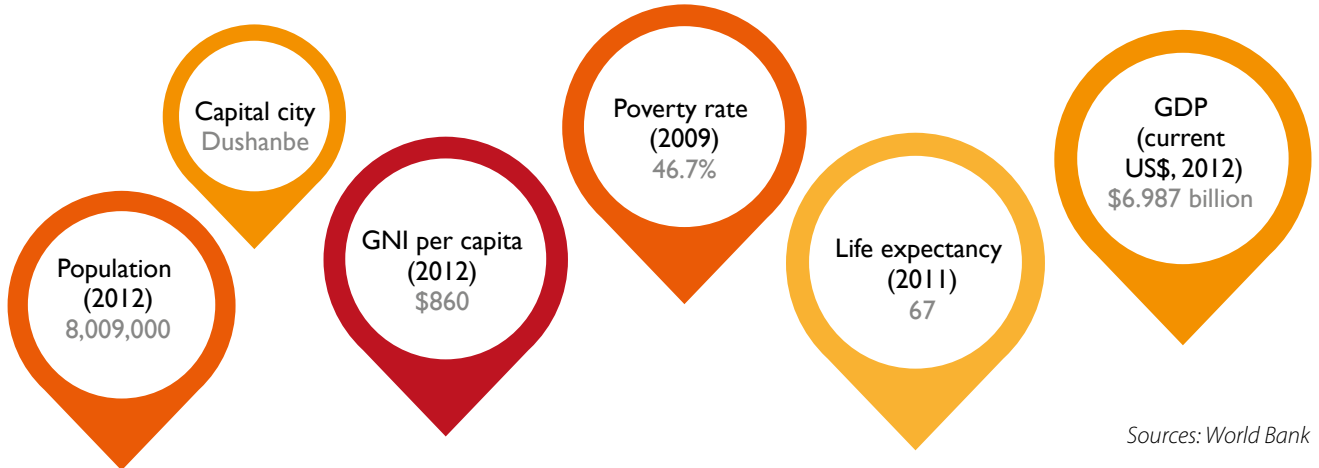 Population
(2012)
8,009,000
Capital city
Dushanbe
GNI per capita
(2012)
$860
Poverty rate
(2009)
46.7%
Life expectancy
(2011)
67
GDP
(current
US$, 2012)
$6.987 billion
Sources: World Bank